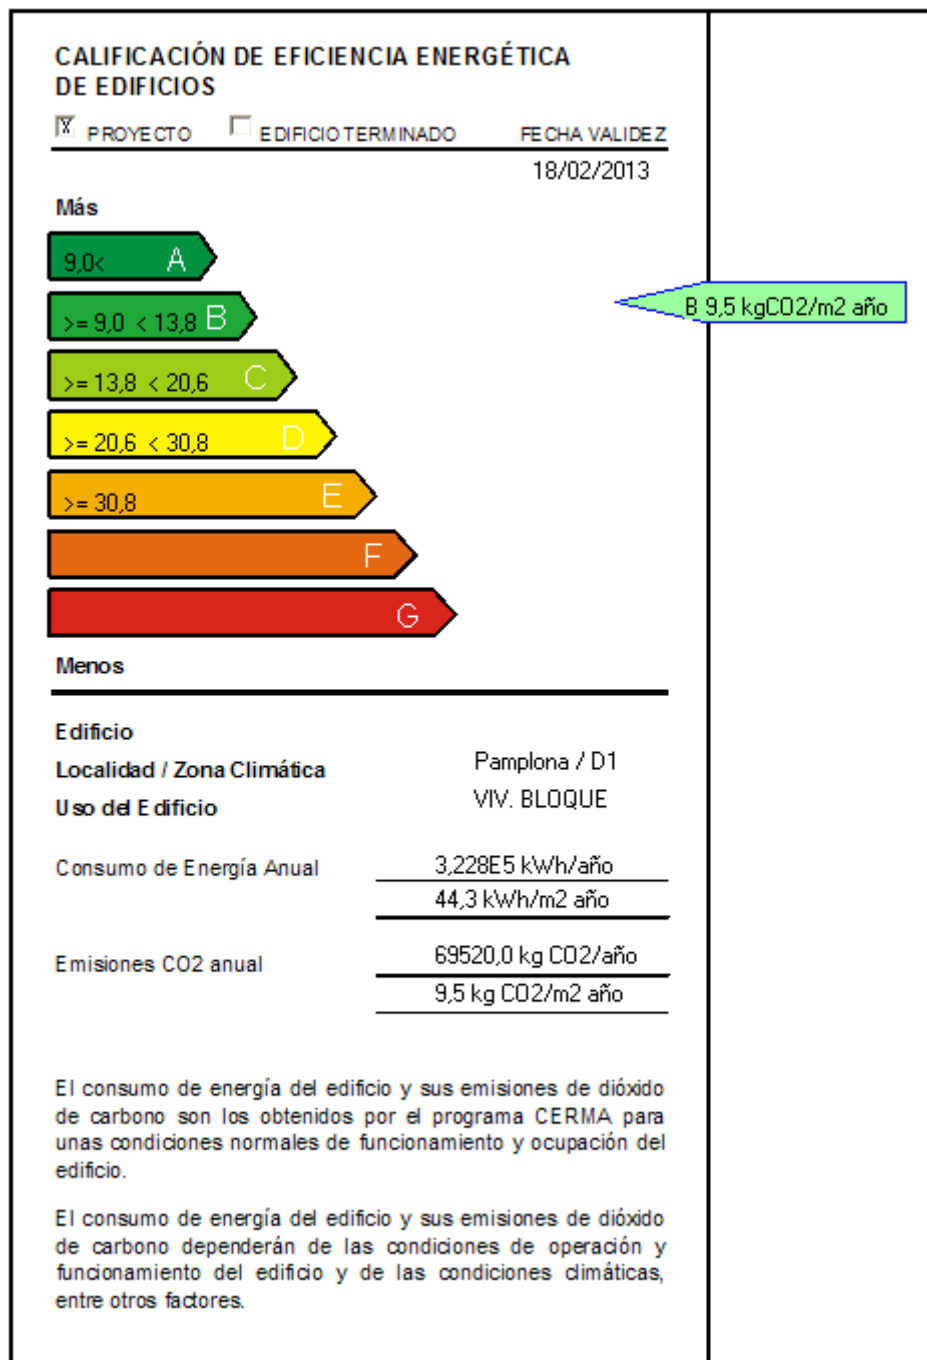 CALIFICACIÓN DE EFICIENCIA ENERGÉTICA
DE EDIFICIOS
X PROYECTO EDIFICIO TERMINADO FECHA VALIDEZ
18/02/2013
Más
9,0< A
>= 9,0 < 13,8 B
B 9,5 kgCO2/m2 año
>= 13,8 < 20,6 C
>= 20,6 < 30,8 D
>= 30,8 E
F
G
Menos
Edificio
Localidad / Zona Climática Pamplona / D1
Uso del Edificio VIV. BLOQUE
Consumo de Energía Anual 3,228E5 kWh/año
44,3 kWh/m2 año
Emisiones CO2 anual 69520,0 kg CO2/año
9,5 kg CO2/m2 año
El consumo de energía del edificio y sus emisiones de dióxido
de carbono son los obtenidos por el programa CERMA para
unas condiciones normales de funcionamiento y ocupación del
edificio.
El consumo de energía del edificio y sus emisiones de dióxido
de carbono dependerán de las condiciones de operación y
funcionamiento del edificio y de las condiciones climáticas,
entre otros factores.